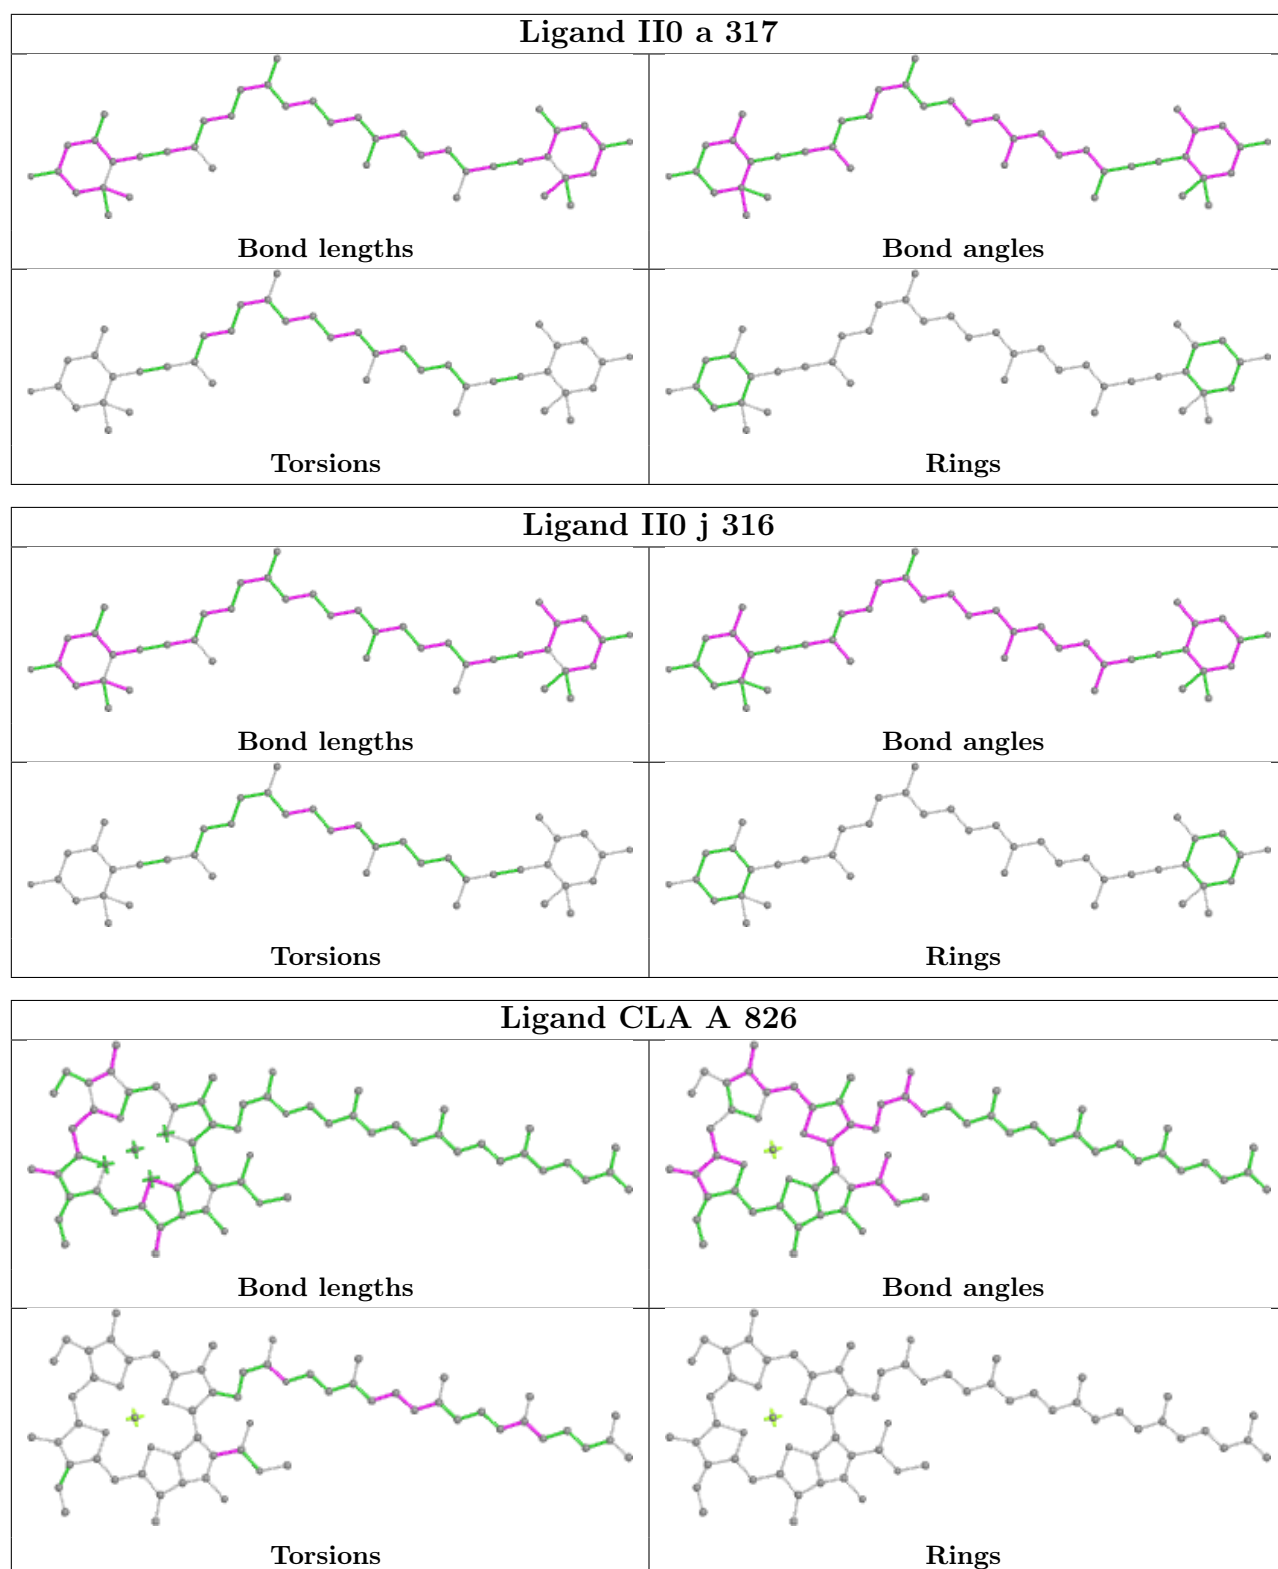 Ligand II0 a 317
Bond lengths
Bond angles
Torsions
Rings
Ligand II0 j 316
Bond lengths
Bond angles
Torsions
Rings
Ligand CLA A 826
Bond lengths
Bond angles
Torsions
Rings